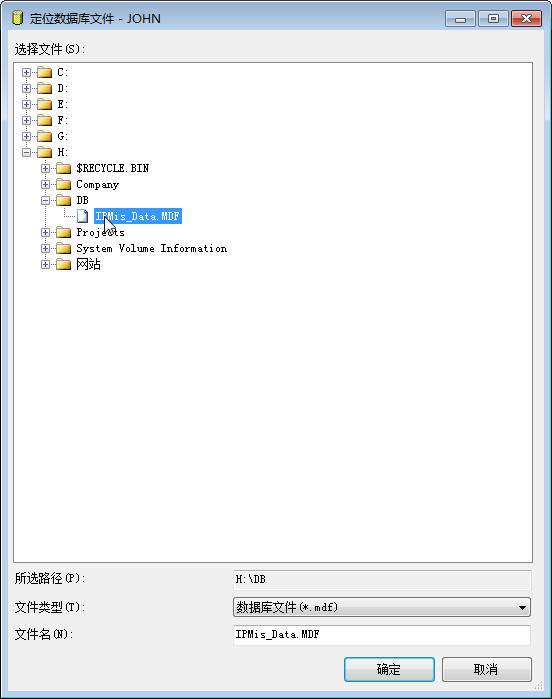 定位数据库文件 - JOHN
选择文件(S):
C:
D:
E:
F:
G:
H:
$RECYCLE.BIN
Company
DB
IPMis_Data.MDF
Projects
System Volume Information
网站
所选路径(P):
H:\DB
文件类型(T):
数据库文件(*.mdf)
文件名(N):
IPMis_Data.MDF
确定
取消